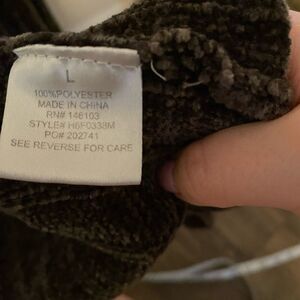 L
100%POLYESTER
MADE IN CHINA
RN# 146103
STYLE# H6F0338M
PO# 202741
SEE REVERSE FOR CARE